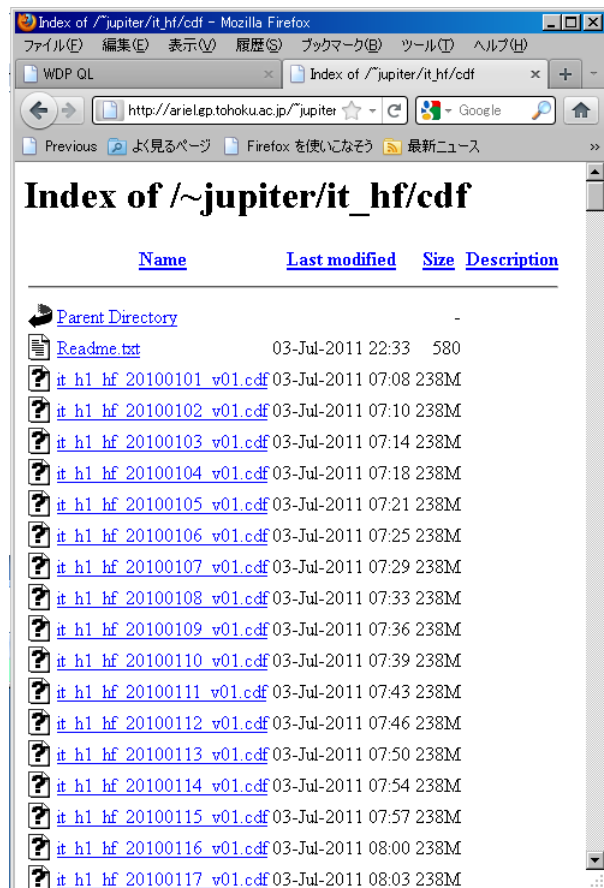 Index of /~jupiter/it_hf/cdf - Mozilla Firefox
ファイル(F) 編集(E) 表示(V) 履歴(S) ブックマーク(B) ツール(T) ヘルプ(H)
WDP QL × Index of /~jupiter/it_hf/cdf × +
http://ariel.gp.tohoku.ac.jp/~jupiter Google
Previous よく見るページ Firefox を使いこなそう 最新ニュース »
Index of /~jupiter/it_hf/cdf
Name Last modified Size Description
Parent Directory -
Readme.txt 03-Jul-2011 22:33 580
it_h1_hf_20100101_v01.cdf 03-Jul-2011 07:08 238M
it_h1_hf_20100102_v01.cdf 03-Jul-2011 07:10 238M
it_h1_hf_20100103_v01.cdf 03-Jul-2011 07:14 238M
it_h1_hf_20100104_v01.cdf 03-Jul-2011 07:18 238M
it_h1_hf_20100105_v01.cdf 03-Jul-2011 07:21 238M
it_h1_hf_20100106_v01.cdf 03-Jul-2011 07:25 238M
it_h1_hf_20100107_v01.cdf 03-Jul-2011 07:29 238M
it_h1_hf_20100108_v01.cdf 03-Jul-2011 07:33 238M
it_h1_hf_20100109_v01.cdf 03-Jul-2011 07:36 238M
it_h1_hf_20100110_v01.cdf 03-Jul-2011 07:39 238M
it_h1_hf_20100111_v01.cdf 03-Jul-2011 07:43 238M
it_h1_hf_20100112_v01.cdf 03-Jul-2011 07:46 238M
it_h1_hf_20100113_v01.cdf 03-Jul-2011 07:50 238M
it_h1_hf_20100114_v01.cdf 03-Jul-2011 07:54 238M
it_h1_hf_20100115_v01.cdf 03-Jul-2011 07:57 238M
it_h1_hf_20100116_v01.cdf 03-Jul-2011 08:00 238M
it_h1_hf_20100117_v01.cdf 03-Jul-2011 08:03 238M